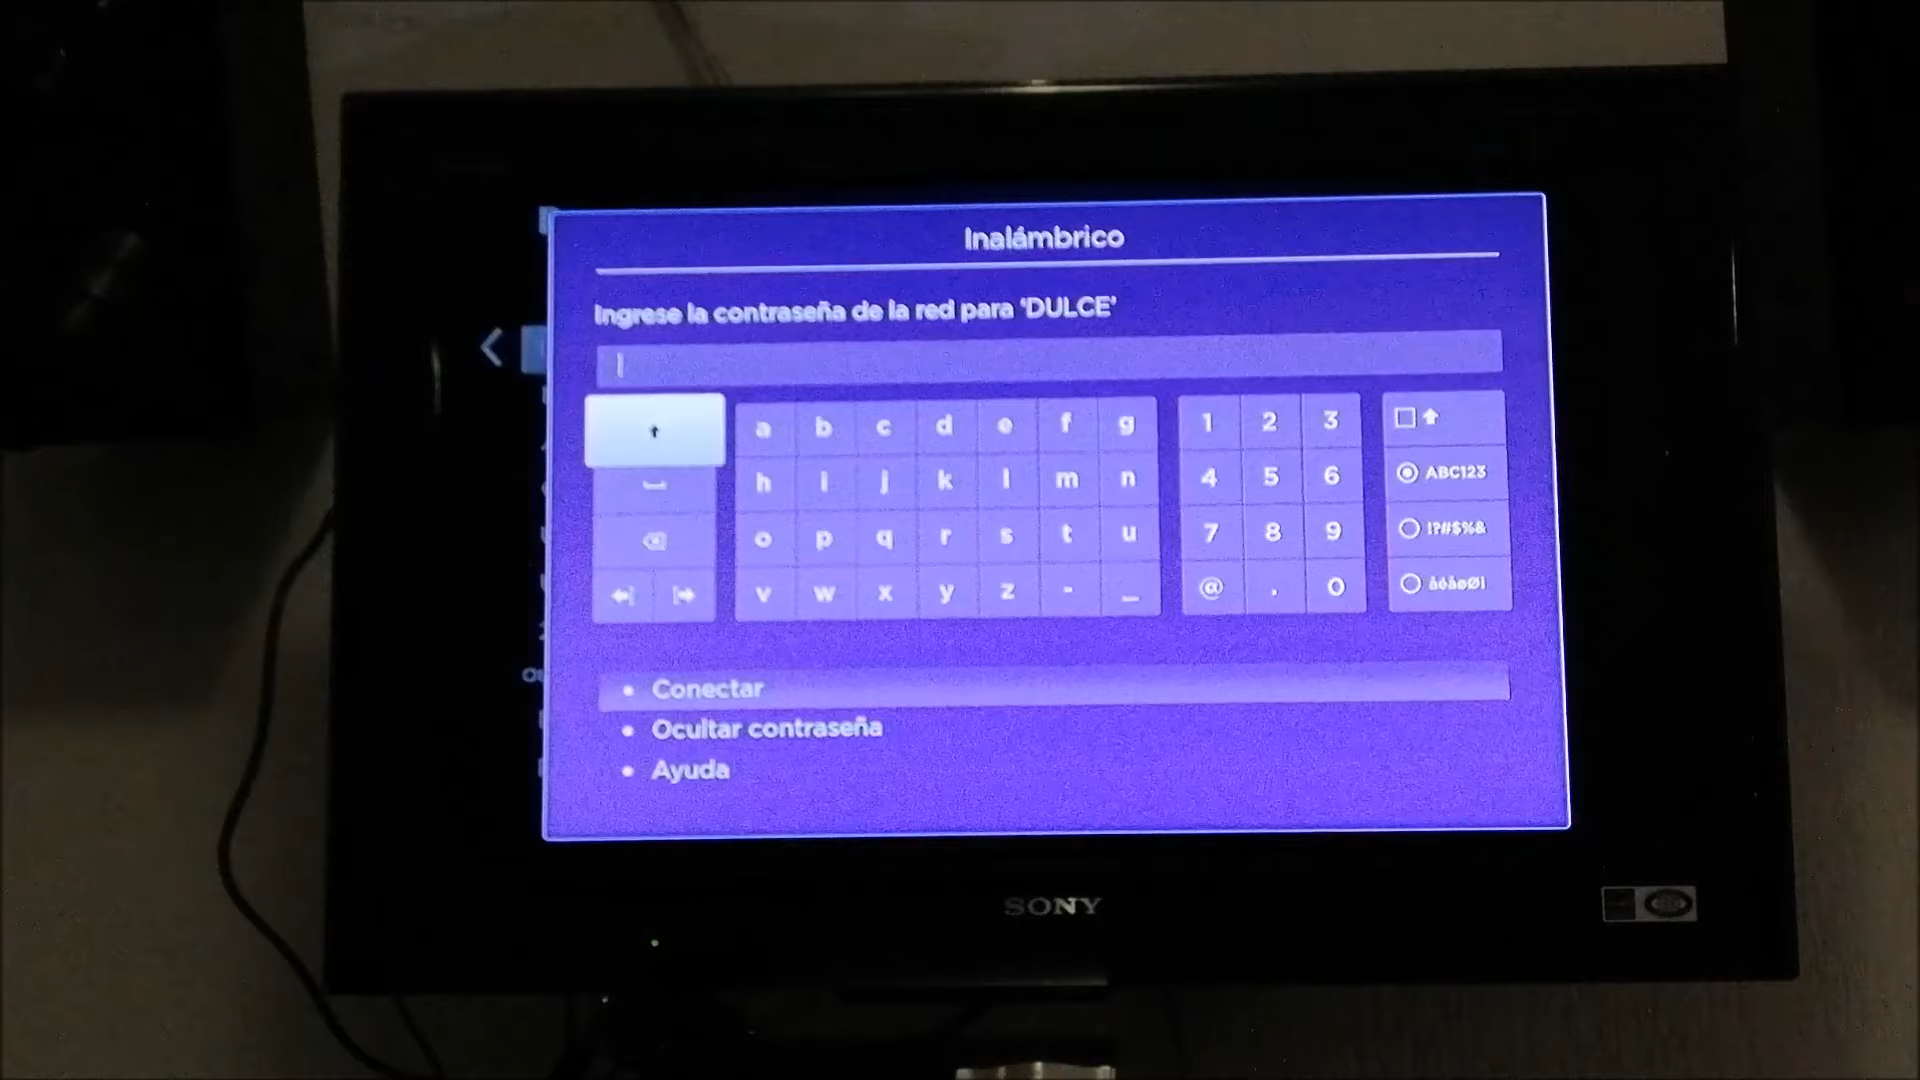 Inalámbrico
Ingrese la contraseña de la red para 'DULCE'
a b c d e f g 1 2 3
h i j k l m n 4 5 6 ABC123
o p q r s t u 7 8 9 !?#$%&
v w x y z - _ @ . 0 áéåøØ¡
Conectar
Ocultar contraseña
Ayuda
SONY